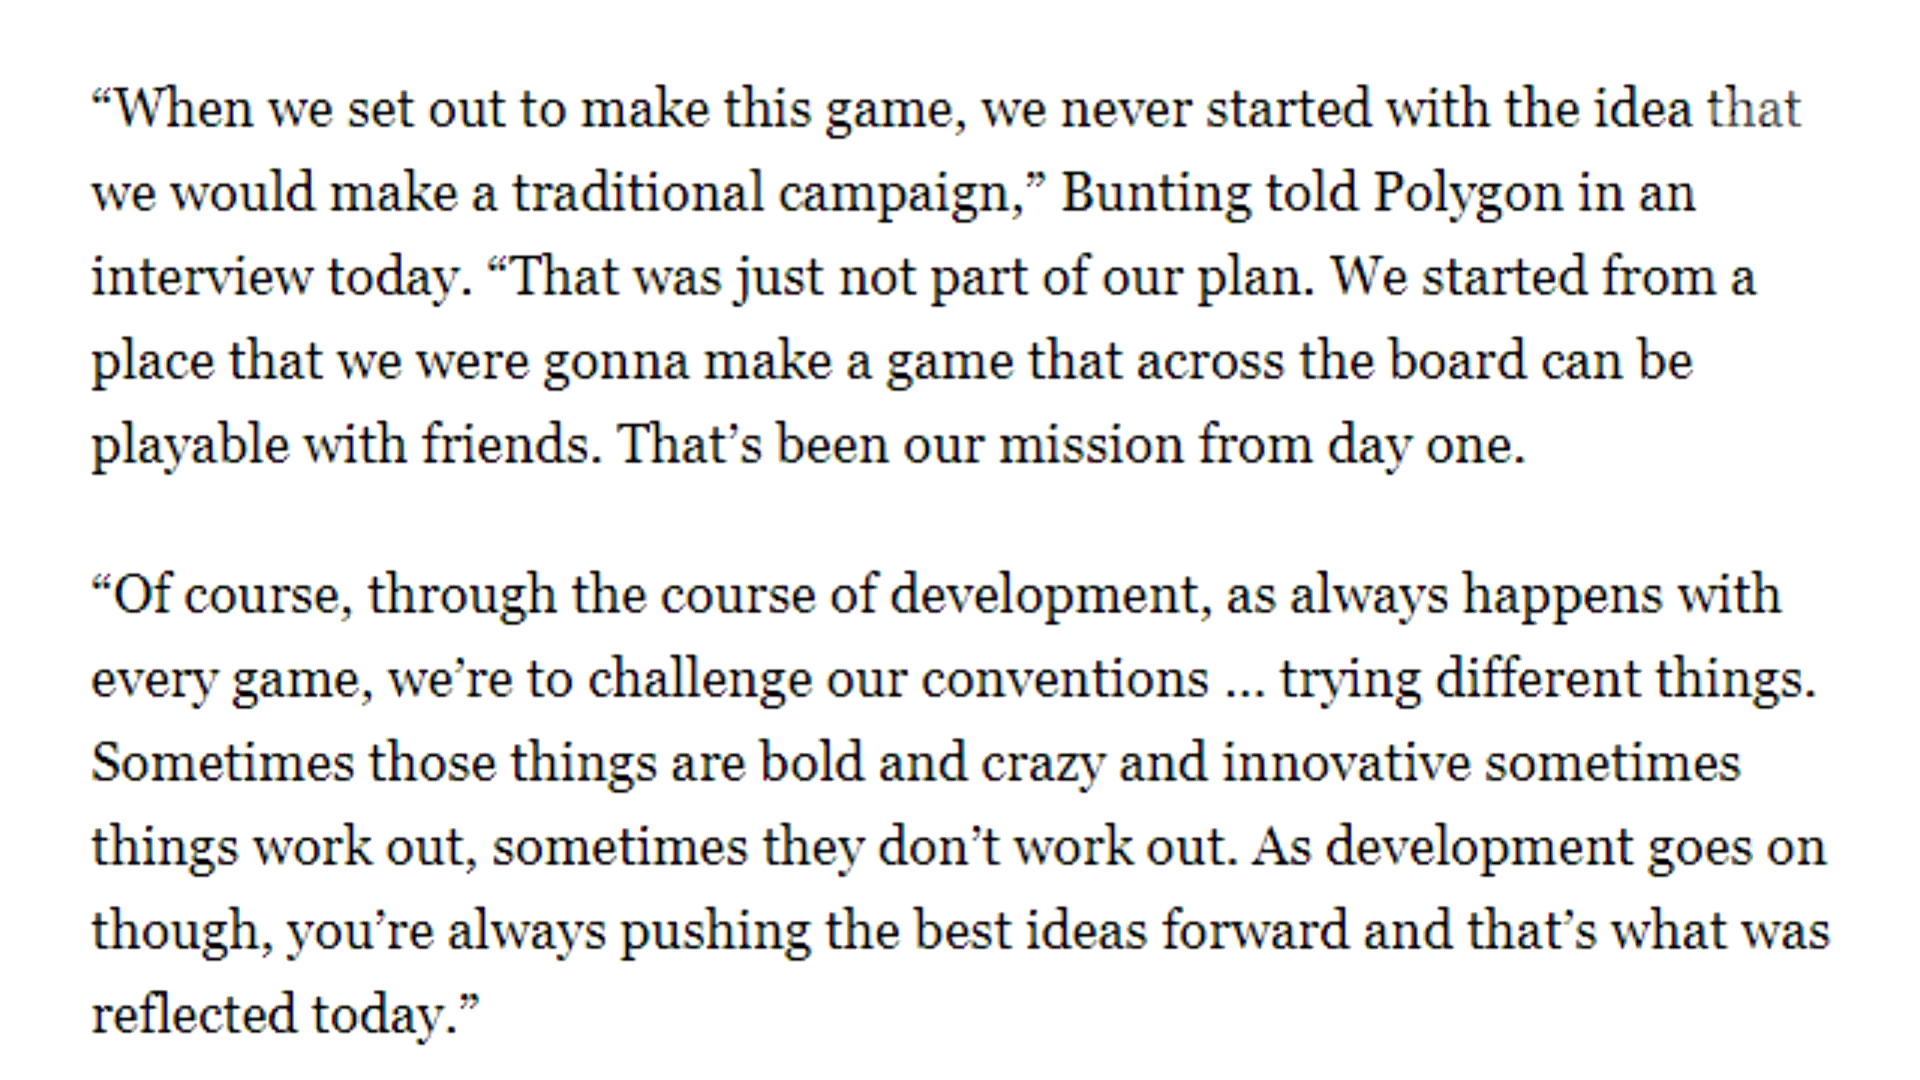 “When we set out to make this game, we never started with the idea that
we would make a traditional campaign,” Bunting told Polygon in an
interview today. “That was just not part of our plan. We started from a
place that we were gonna make a game that across the board can be
playable with friends. That’s been our mission from day one.
“Of course, through the course of development, as always happens with
every game, we’re to challenge our conventions ... trying different things.
Sometimes those things are bold and crazy and innovative sometimes
things work out, sometimes they don’t work out. As development goes on
though, you’re always pushing the best ideas forward and that’s what was
reflected today.”